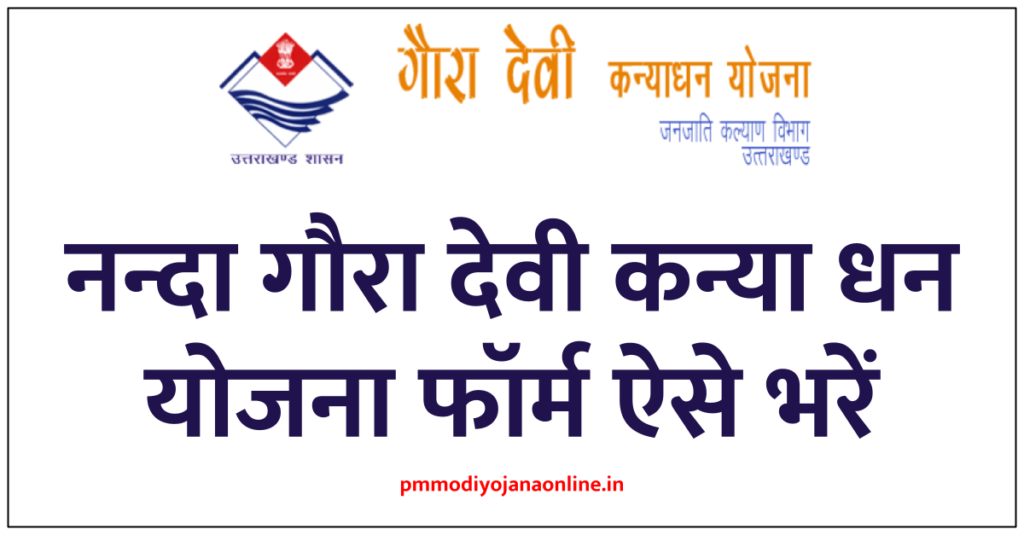 गौरा देवी कन्याधन योजना
जनजाति कल्याण विभाग
उत्तराखण्ड
उत्तराखण्ड शासन
नन्दा गौरा देवी कन्या धन
योजना फॉर्म ऐसे भरें
pmmodiyojanaonline.in